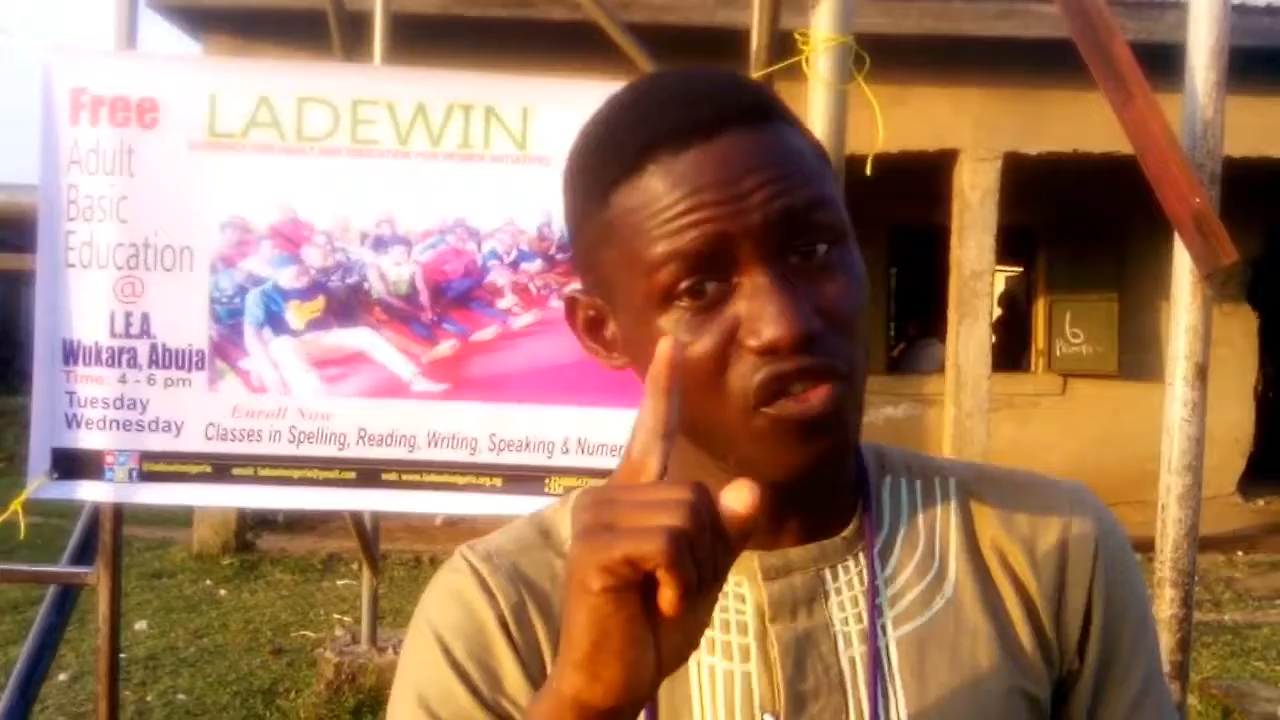 Free
Adult
Basic
Education
@
L.E.A.
Wukara, Abuja
Time: 4 - 6 pm
Tuesday
Wednesday
LADEWIN
Enroll Now
Classes in Spelling, Reading, Writing, Speaking & Numer
6